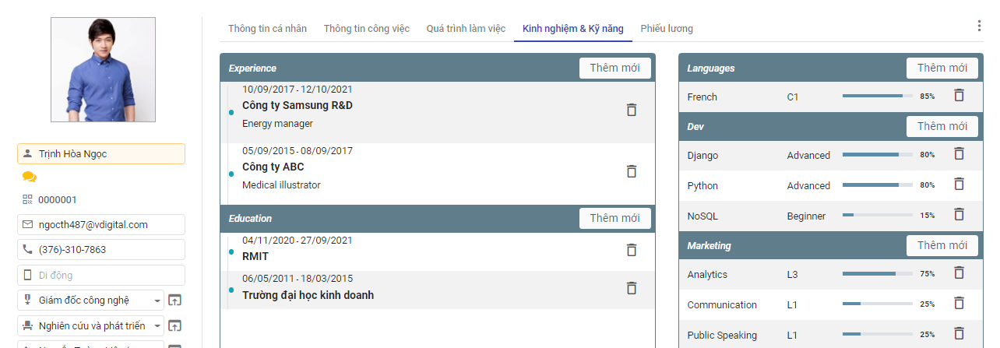 Thông tin cá nhân
Thông tin công việc
Quá trình làm việc
Kinh nghiệm & Kỹ năng
Phiếu lương
Trịnh Hòa Ngọc
0000001
ngocth487@vdigital.com
(376)-310-7863
Di động
Giám đốc công nghệ
Nghiên cứu và phát triển
Experience
Thêm mới
10/09/2017 - 12/10/2021
Công ty Samsung R&D
Energy manager
05/09/2015 - 08/09/2017
Công ty ABC
Medical illustrator
Education
Thêm mới
04/11/2020 - 27/09/2021
RMIT
06/05/2011 - 18/03/2015
Trường đại học kinh doanh
Languages
Thêm mới
French C1 85%
Dev
Thêm mới
Django Advanced 80%
Python Advanced 80%
NoSQL Beginner 15%
Marketing
Thêm mới
Analytics L3 75%
Communication L1 25%
Public Speaking L1 25%